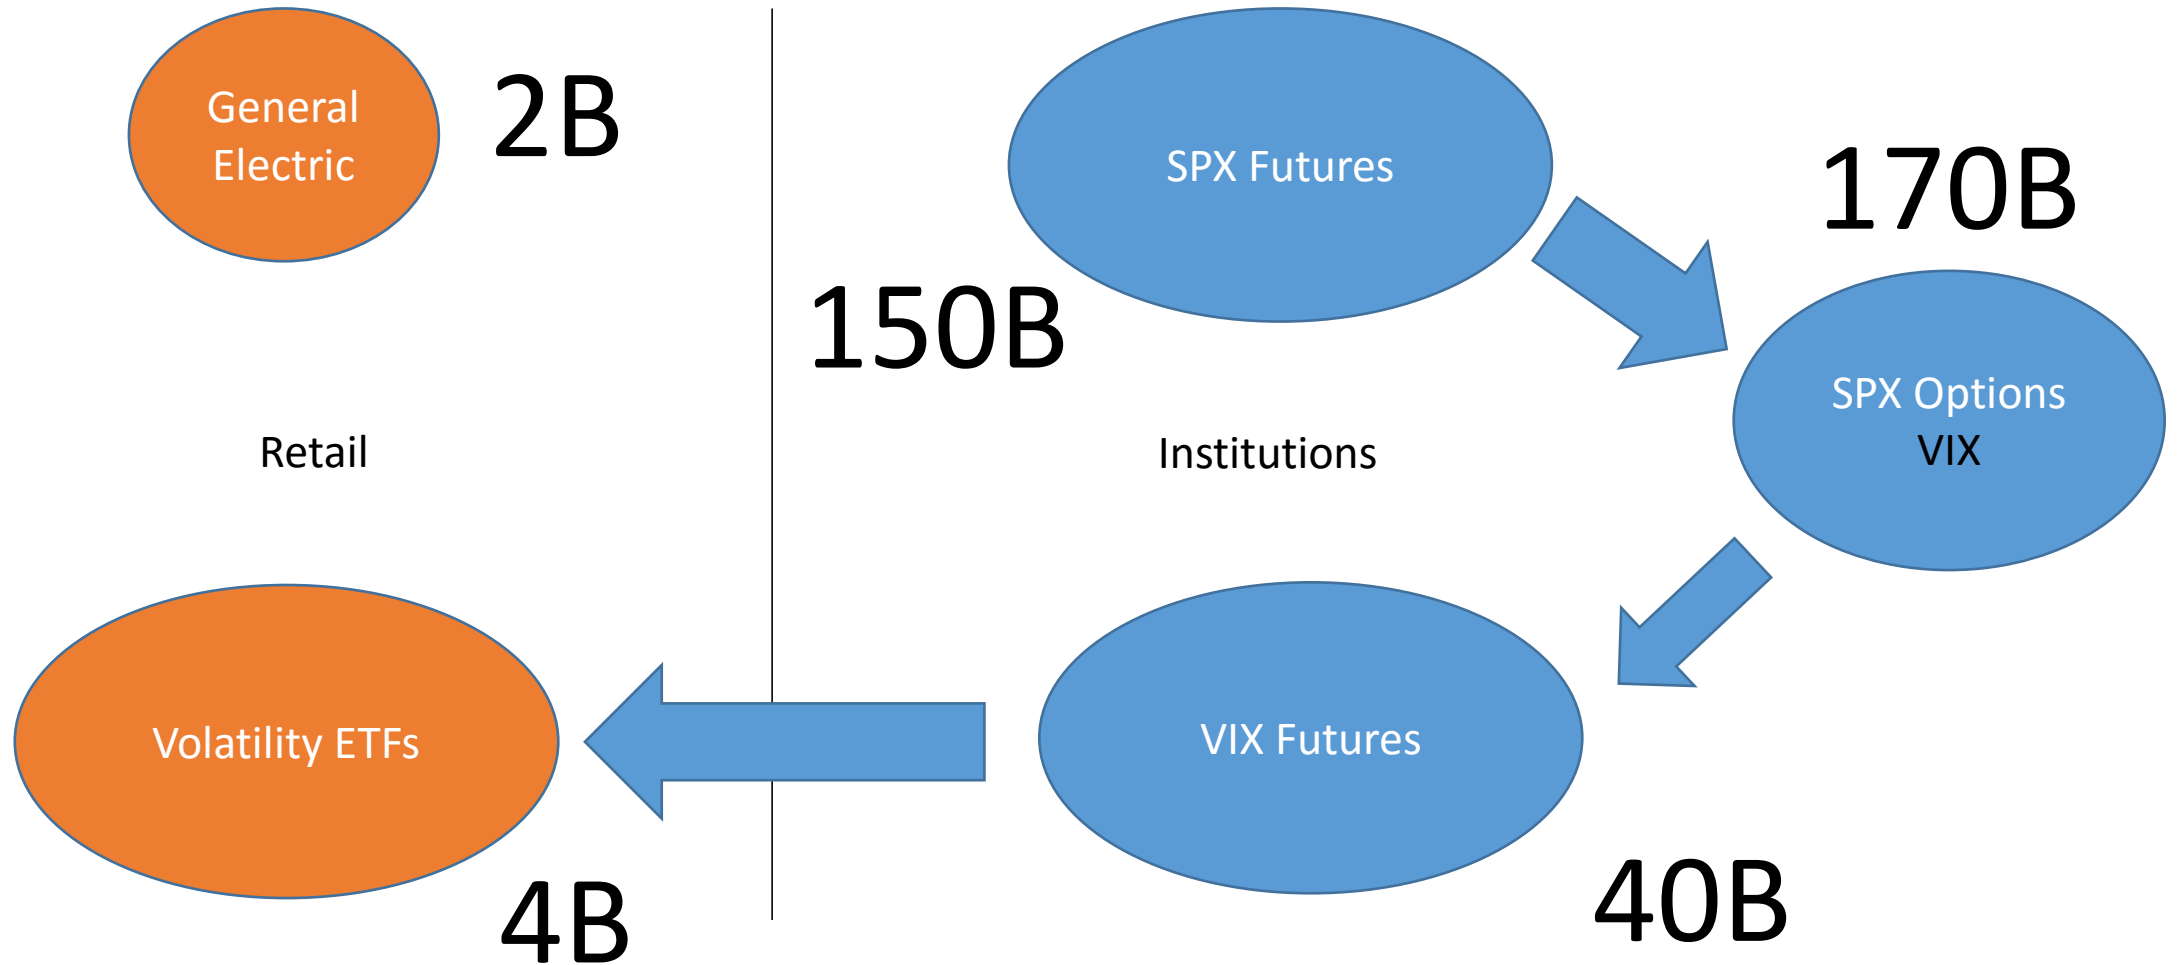 General
Electric
2B
SPX Futures
170B
150B
SPX Options
VIX
Retail
Institutions
Volatility ETFs
VIX Futures
4B
40B